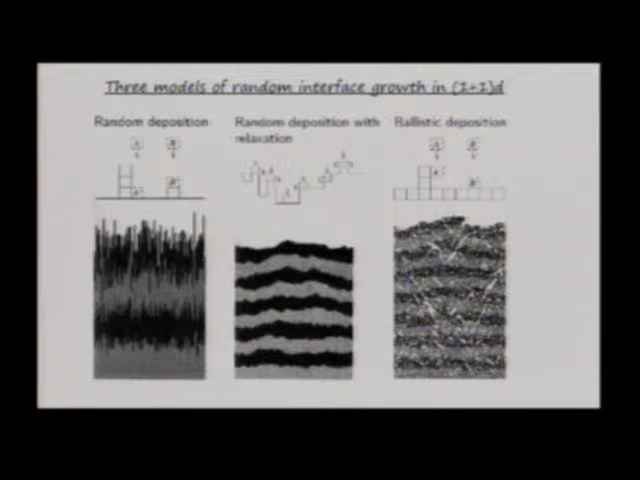 Three models of random interface growth in (1+1)d
Random deposition
Random deposition with
relaxation
Ballistic deposition